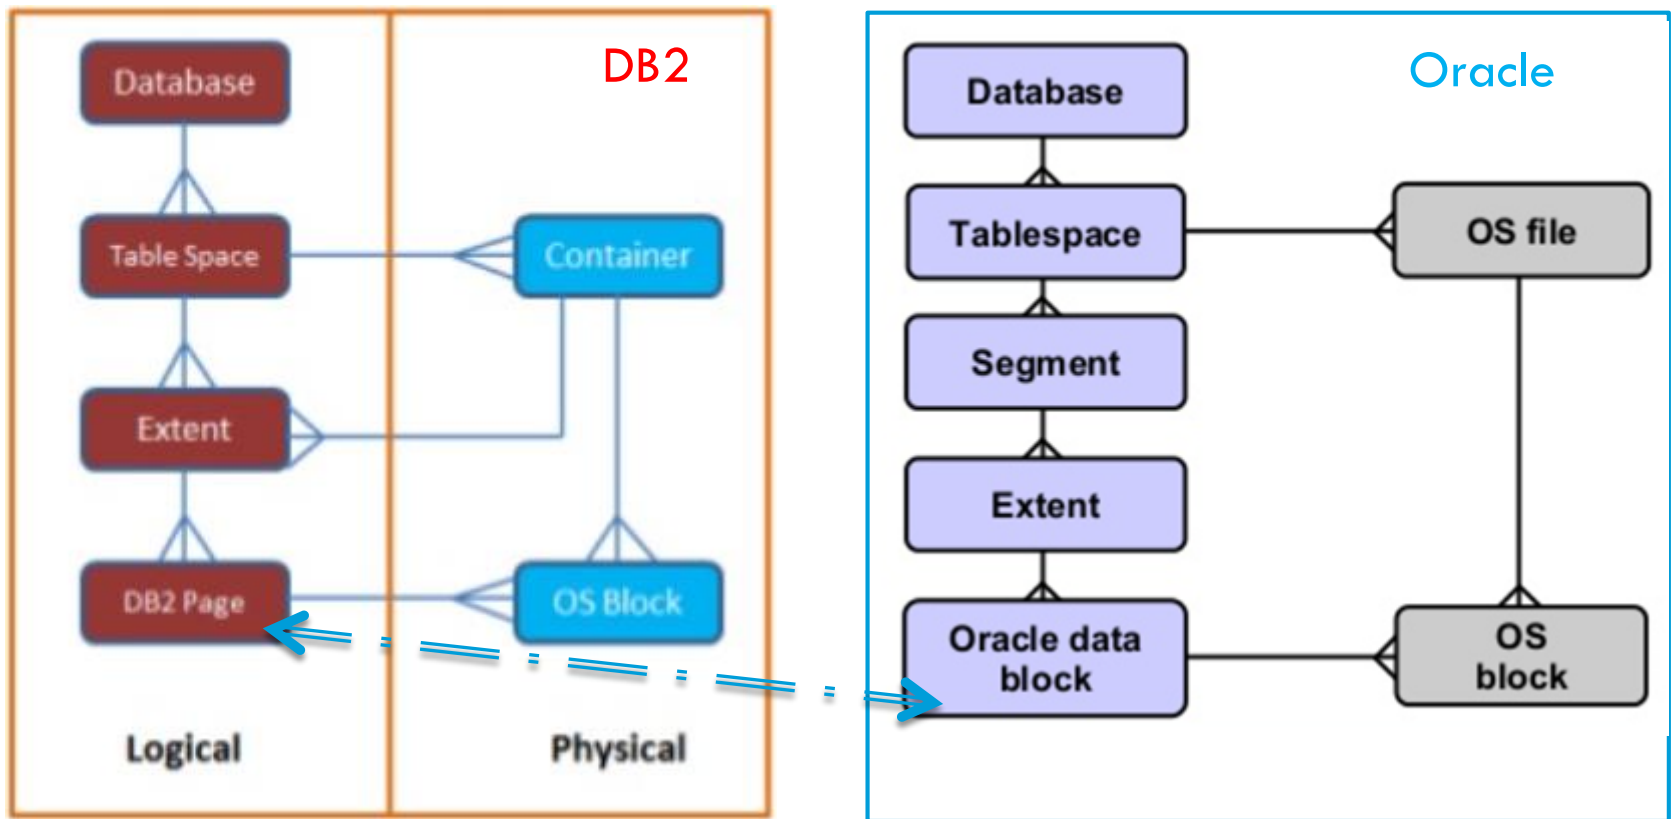 DB2
Database
Table Space
Container
Extent
DB2 Page
OS Block
Logical
Physical
Oracle
Database
Tablespace
OS file
Segment
Extent
Oracle data
block
OS
block